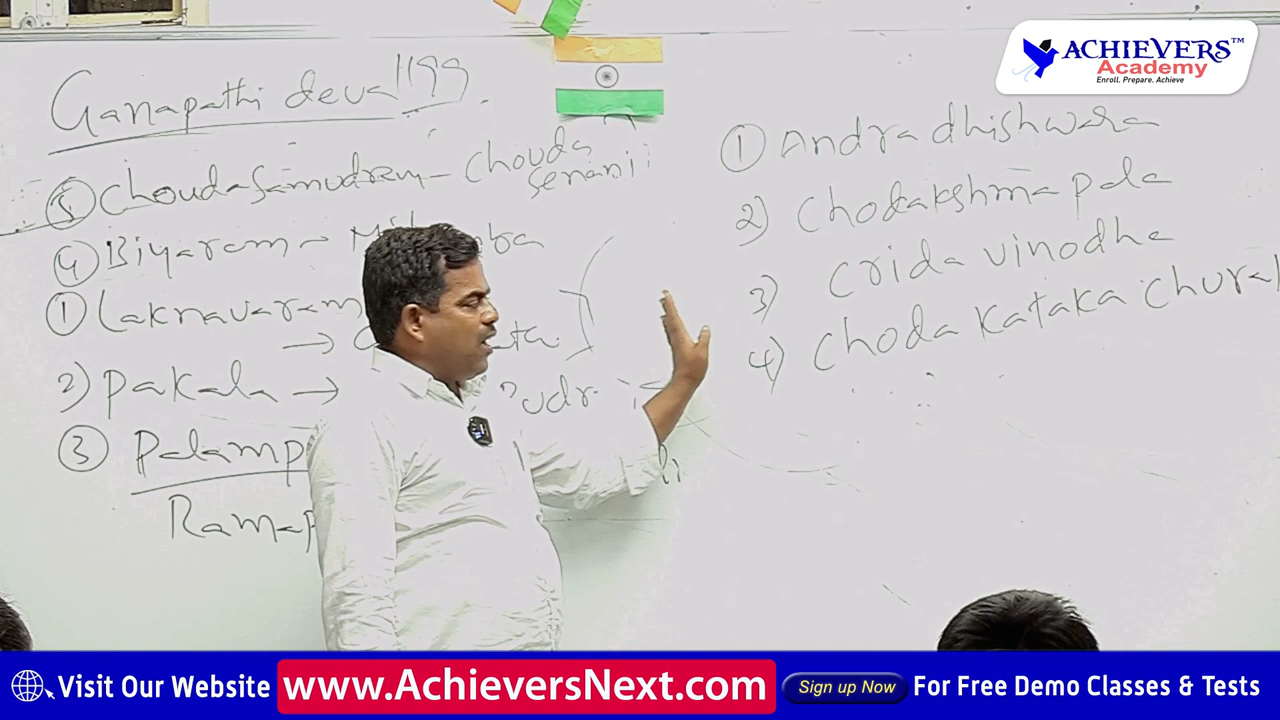 Ganapathi deva 1199
⑤ Choudasamudram - Chouda
Senani
④ Biyaram -
① Laknavaram
→
2) Pakala →
③ Palamp
Ramap
① Andradhishwara
2) Chodakshmapala
3) Crida vinodha
4) Choda Kataka Chura
ACHIEVERS™
Academy
Enroll. Prepare. Achieve
Visit Our Website www.AchieversNext.com Sign up Now For Free Demo Classes & Tests